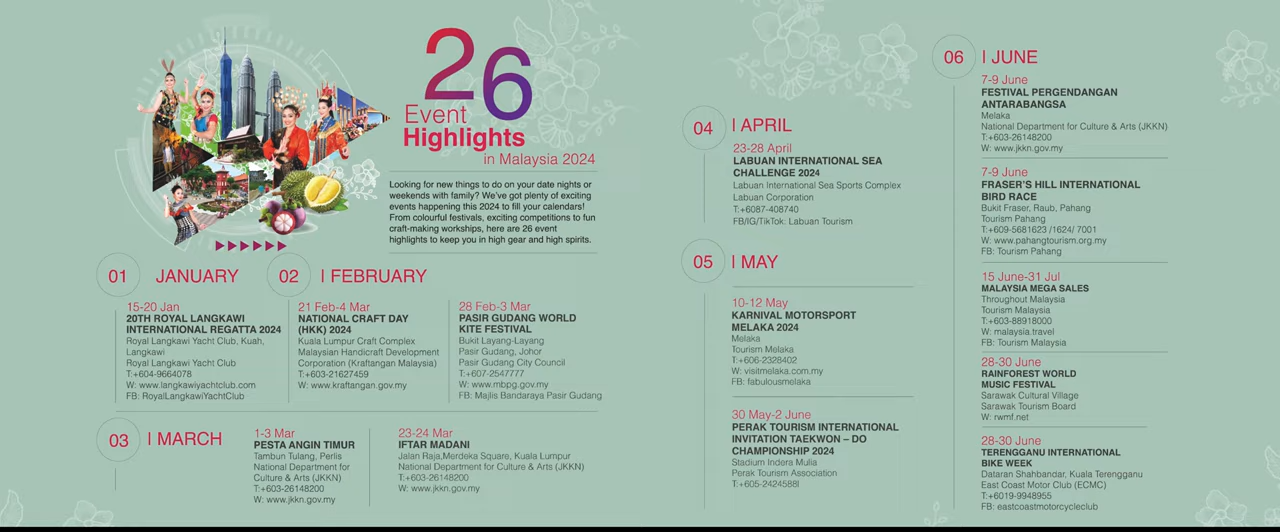 26
Event
Highlights
in Malaysia 2024
Looking for new things to do on your date nights or
weekends with family? We've got plenty of exciting
events happening this 2024 to fill your calendars!
From colourful festivals, exciting competitions to fun
craft-making workships, here are 26 event
highlights to keep you in high gear and high spirits.
01 JANUARY
15-20 Jan
20TH ROYAL LANGKAWI
INTERNATIONAL REGATTA 2024
Royal Langkawi Yacht Club, Kuah,
Langkawi
Royal Langkawi Yacht Club
T:+604-9664078
W: www.langkawiyachtclub.com
FB: RoyalLangkawiYachtClub
02 I FEBRUARY
21 Feb-4 Mar
NATIONAL CRAFT DAY
(HKK) 2024
Kuala Lumpur Craft Complex
Malaysian Handicraft Development
Corporation (Kraftangan Malaysia)
T:+603-21627459
W: www.kraftangan.gov.my
28 Feb-3 Mar
PASIR GUDANG WORLD
KITE FESTIVAL
Bukit Layang-Layang
Pasir Gudang, Johor
Pasir Gudang City Council
T:+607-2547777
W: www.mbpg.gov.my
FB: Majlis Bandaraya Pasir Gudang
03 I MARCH
1-3 Mar
PESTA ANGIN TIMUR
Tambun Tulang, Perlis
National Department for
Culture & Arts (JKKN)
T:+603-26148200
W: www.jkkn.gov.my
23-24 Mar
IFTAR MADANI
Jalan Raja,Merdeka Square, Kuala Lumpur
National Department for Culture & Arts (JKKN)
T:+603-26148200
W: www.jkkn.gov.my
04 I APRIL
23-28 April
LABUAN INTERNATIONAL SEA
CHALLENGE 2024
Labuan International Sea Sports Complex
Labuan Corporation
T:+6087-408740
FB/IG/TikTok: Labuan Tourism
05 I MAY
10-12 May
KARNIVAL MOTORSPORT
MELAKA 2024
Melaka
Tourism Melaka
T:+606-2328402
W: visitmelaka.com.my
FB: fabulousmelaka
30 May-2 June
PERAK TOURISM INTERNATIONAL
INVITATION TAEKWON – DO
CHAMPIONSHIP 2024
Stadium Indera Mulia
Perak Tourism Association
T:+605-2424588l
06 I JUNE
7-9 June
FESTIVAL PERGENDANGAN
ANTARABANGSA
Melaka
National Department for Culture & Arts (JKKN)
T:+603-26148200
W: www.jkkn.gov.my
7-9 June
FRASER'S HILL INTERNATIONAL
BIRD RACE
Bukit Fraser, Raub, Pahang
Tourism Pahang
T:+609-5681623 /1624/ 7001
W: www.pahangtourism.org.my
FB: Tourism Pahang
15 June-31 Jul
MALAYSIA MEGA SALES
Throughout Malaysia
Tourism Malaysia
T:+603-88918000
W: malaysia.travel
FB: Tourism Malaysia
28-30 June
RAINFOREST WORLD
MUSIC FESTIVAL
Sarawak Cultural Village
Sarawak Tourism Board
W: rwmf.net
28-30 June
TERENGGANU INTERNATIONAL
BIKE WEEK
Dataran Shahbandar, Kuala Terengganu
East Coast Motor Club (ECMC)
T:+6019-9948955
FB: eastcoastmotorcycleclub